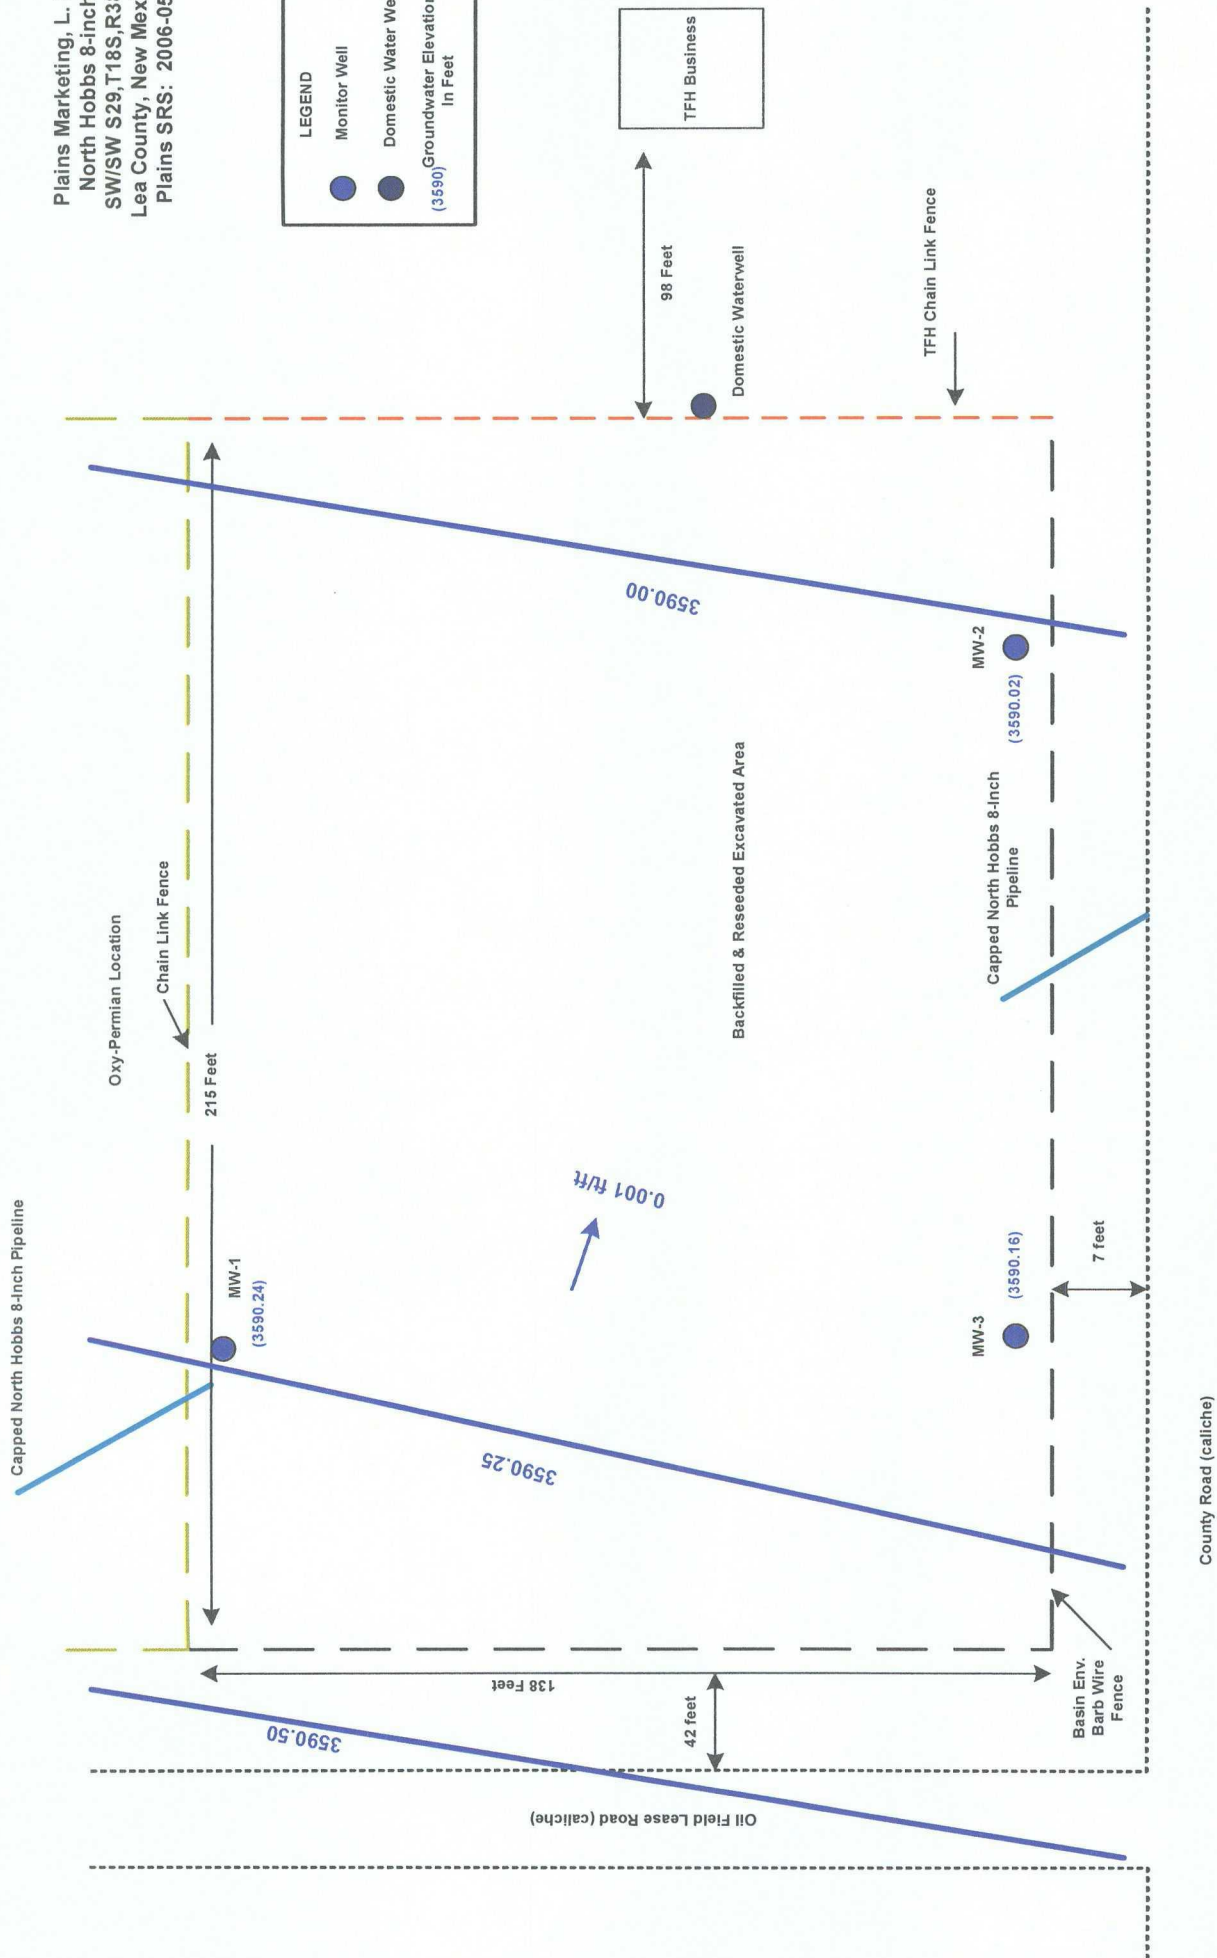 Plains Marketing, L.
North Hobbs 8-inch
SW/SW S29,T18S,R38
Lea County, New Mex
Plains SRS: 2006-05
LEGEND
Monitor Well
Domestic Water We
(3590)
Groundwater Elevation
In Feet
TFH Business
98 Feet
Domestic Waterwell
TFH Chain Link Fence
Capped North Hobbs 8-Inch Pipeline
Oxy-Permian Location
Chain Link Fence
215 Feet
MW-1
(3590.24)
3590.00
3590.25
3590.50
0.001 ft/ft
Backfilled & Reseeded Excavated Area
MW-2
(3590.02)
Capped North Hobbs 8-Inch
Pipeline
MW-3
(3590.16)
7 feet
138 Feet
42 feet
Oil Field Lease Road (caliche)
Basin Env.
Barb Wire
Fence
County Road (caliche)